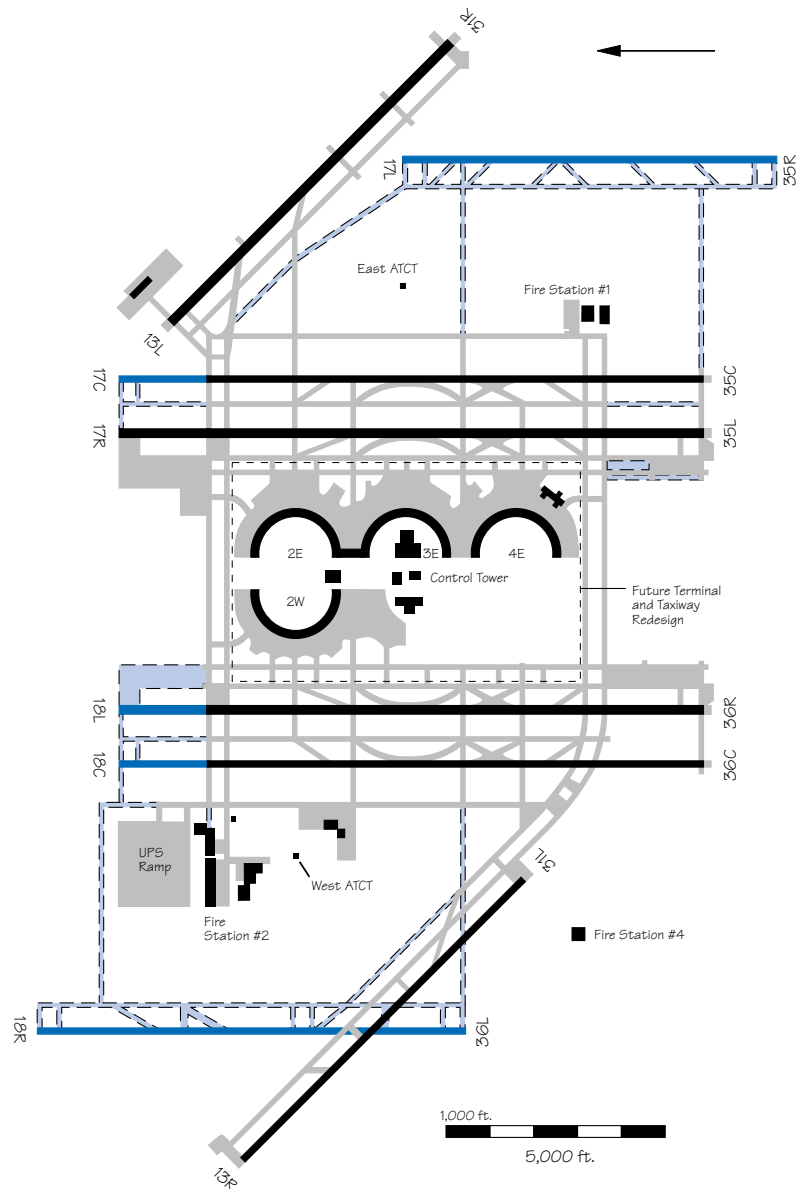 31R
17L
35R
East ATCT
Fire Station #1
13L
17C
35C
17R
35L
2E
3E
4E
Control Tower
2W
Future Terminal
and Taxiway
Redesign
18L
36R
18C
36C
UPS
Ramp
31L
West ATCT
Fire
Station #2
Fire Station #4
18R
36L
1,000 ft.
5,000 ft.
13R